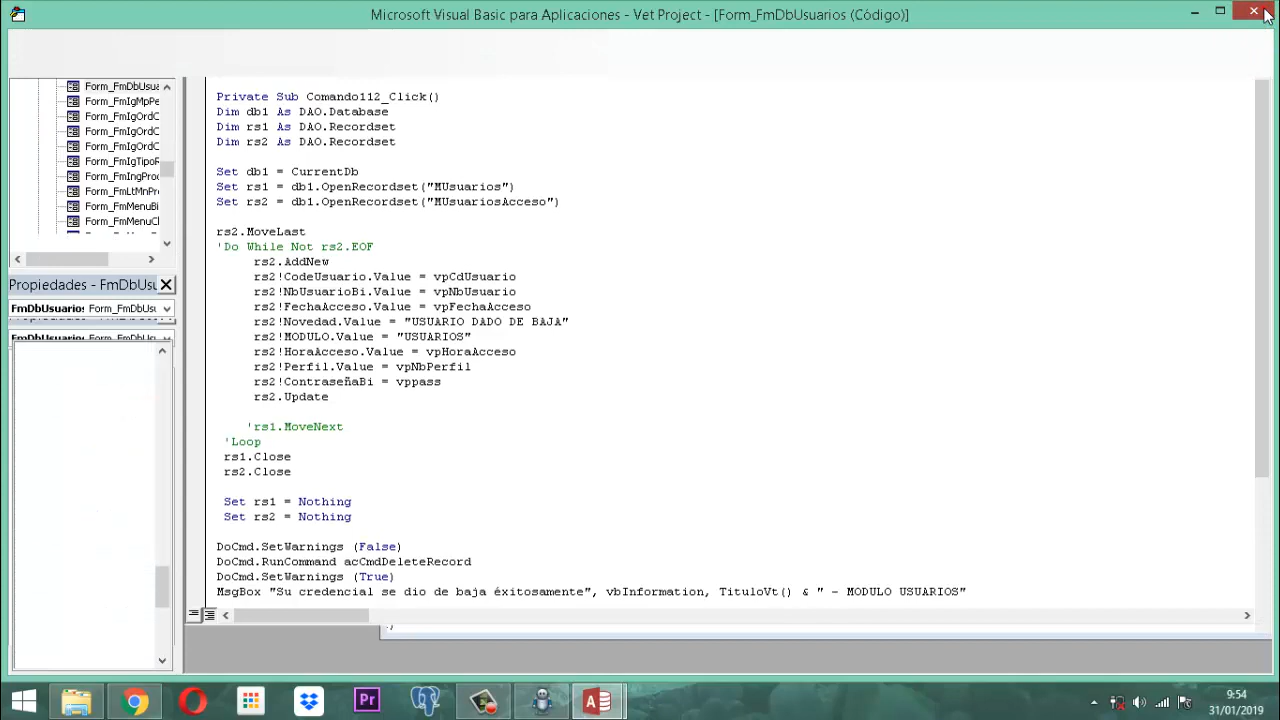 Microsoft Visual Basic para Aplicaciones - Vet Project - [Form_FmDbUsuarios (Código)]
Form_FmDbUsua
Form_FmIgMpPe
Form_FmIgOrdC
Form_FmIgOrdC
Form_FmIgOrdC
Form_FmIgTipoR
Form_FmIngProc
Form_FmLtMnPr
Form_FmMenuBi
Form_FmMenuCl
Propiedades - FmDbUsu
FmDbUsuarios Form_FmDbUsu
FmDbUsuarios Form_FmDbUsu
Private Sub Comando112_Click()
Dim db1 As DAO.Database
Dim rs1 As DAO.Recordset
Dim rs2 As DAO.Recordset
Set db1 = CurrentDb
Set rs1 = db1.OpenRecordset("MUsuarios")
Set rs2 = db1.OpenRecordset("MUsuariosAcceso")
rs2.MoveLast
'Do While Not rs2.EOF
rs2.AddNew
rs2!CodeUsuario.Value = vpCdUsuario
rs2!NbUsuarioBi.Value = vpNbUsuario
rs2!FechaAcceso.Value = vpFechaAcceso
rs2!Novedad.Value = "USUARIO DADO DE BAJA"
rs2!MODULO.Value = "USUARIOS"
rs2!HoraAcceso.Value = vpHoraAcceso
rs2!Perfil.Value = vpNbPerfil
rs2!ContraseñaBi = vppass
rs2.Update
'rs1.MoveNext
'Loop
rs1.Close
rs2.Close
Set rs1 = Nothing
Set rs2 = Nothing
DoCmd.SetWarnings (False)
DoCmd.RunCommand acCmdDeleteRecord
DoCmd.SetWarnings (True)
MsgBox "Su credencial se dio de baja éxitosamente", vbInformation, TituloVt() & " - MODULO USUARIOS"
Pr
9:54
31/01/2019